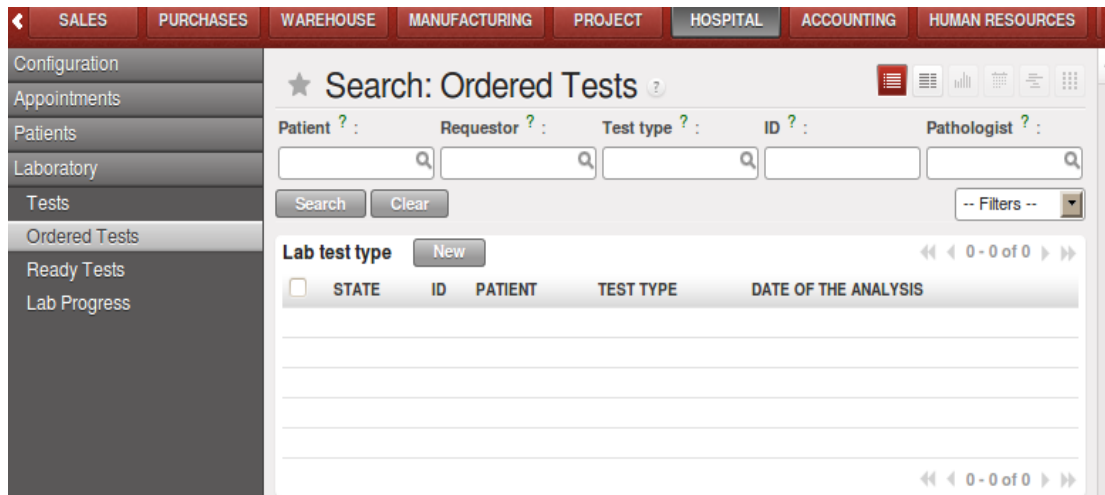 SALES PURCHASES WAREHOUSE MANUFACTURING PROJECT HOSPITAL ACCOUNTING HUMAN RESOURCES
Configuration
Appointments
Patients
Laboratory
Tests
Ordered Tests
Ready Tests
Lab Progress
Search: Ordered Tests ?
Patient ? : Requestor ? : Test type ? : ID ? : Pathologist ? :
Search Clear -- Filters --
Lab test type New 0 - 0 of 0
STATE ID PATIENT TEST TYPE DATE OF THE ANALYSIS
0 - 0 of 0